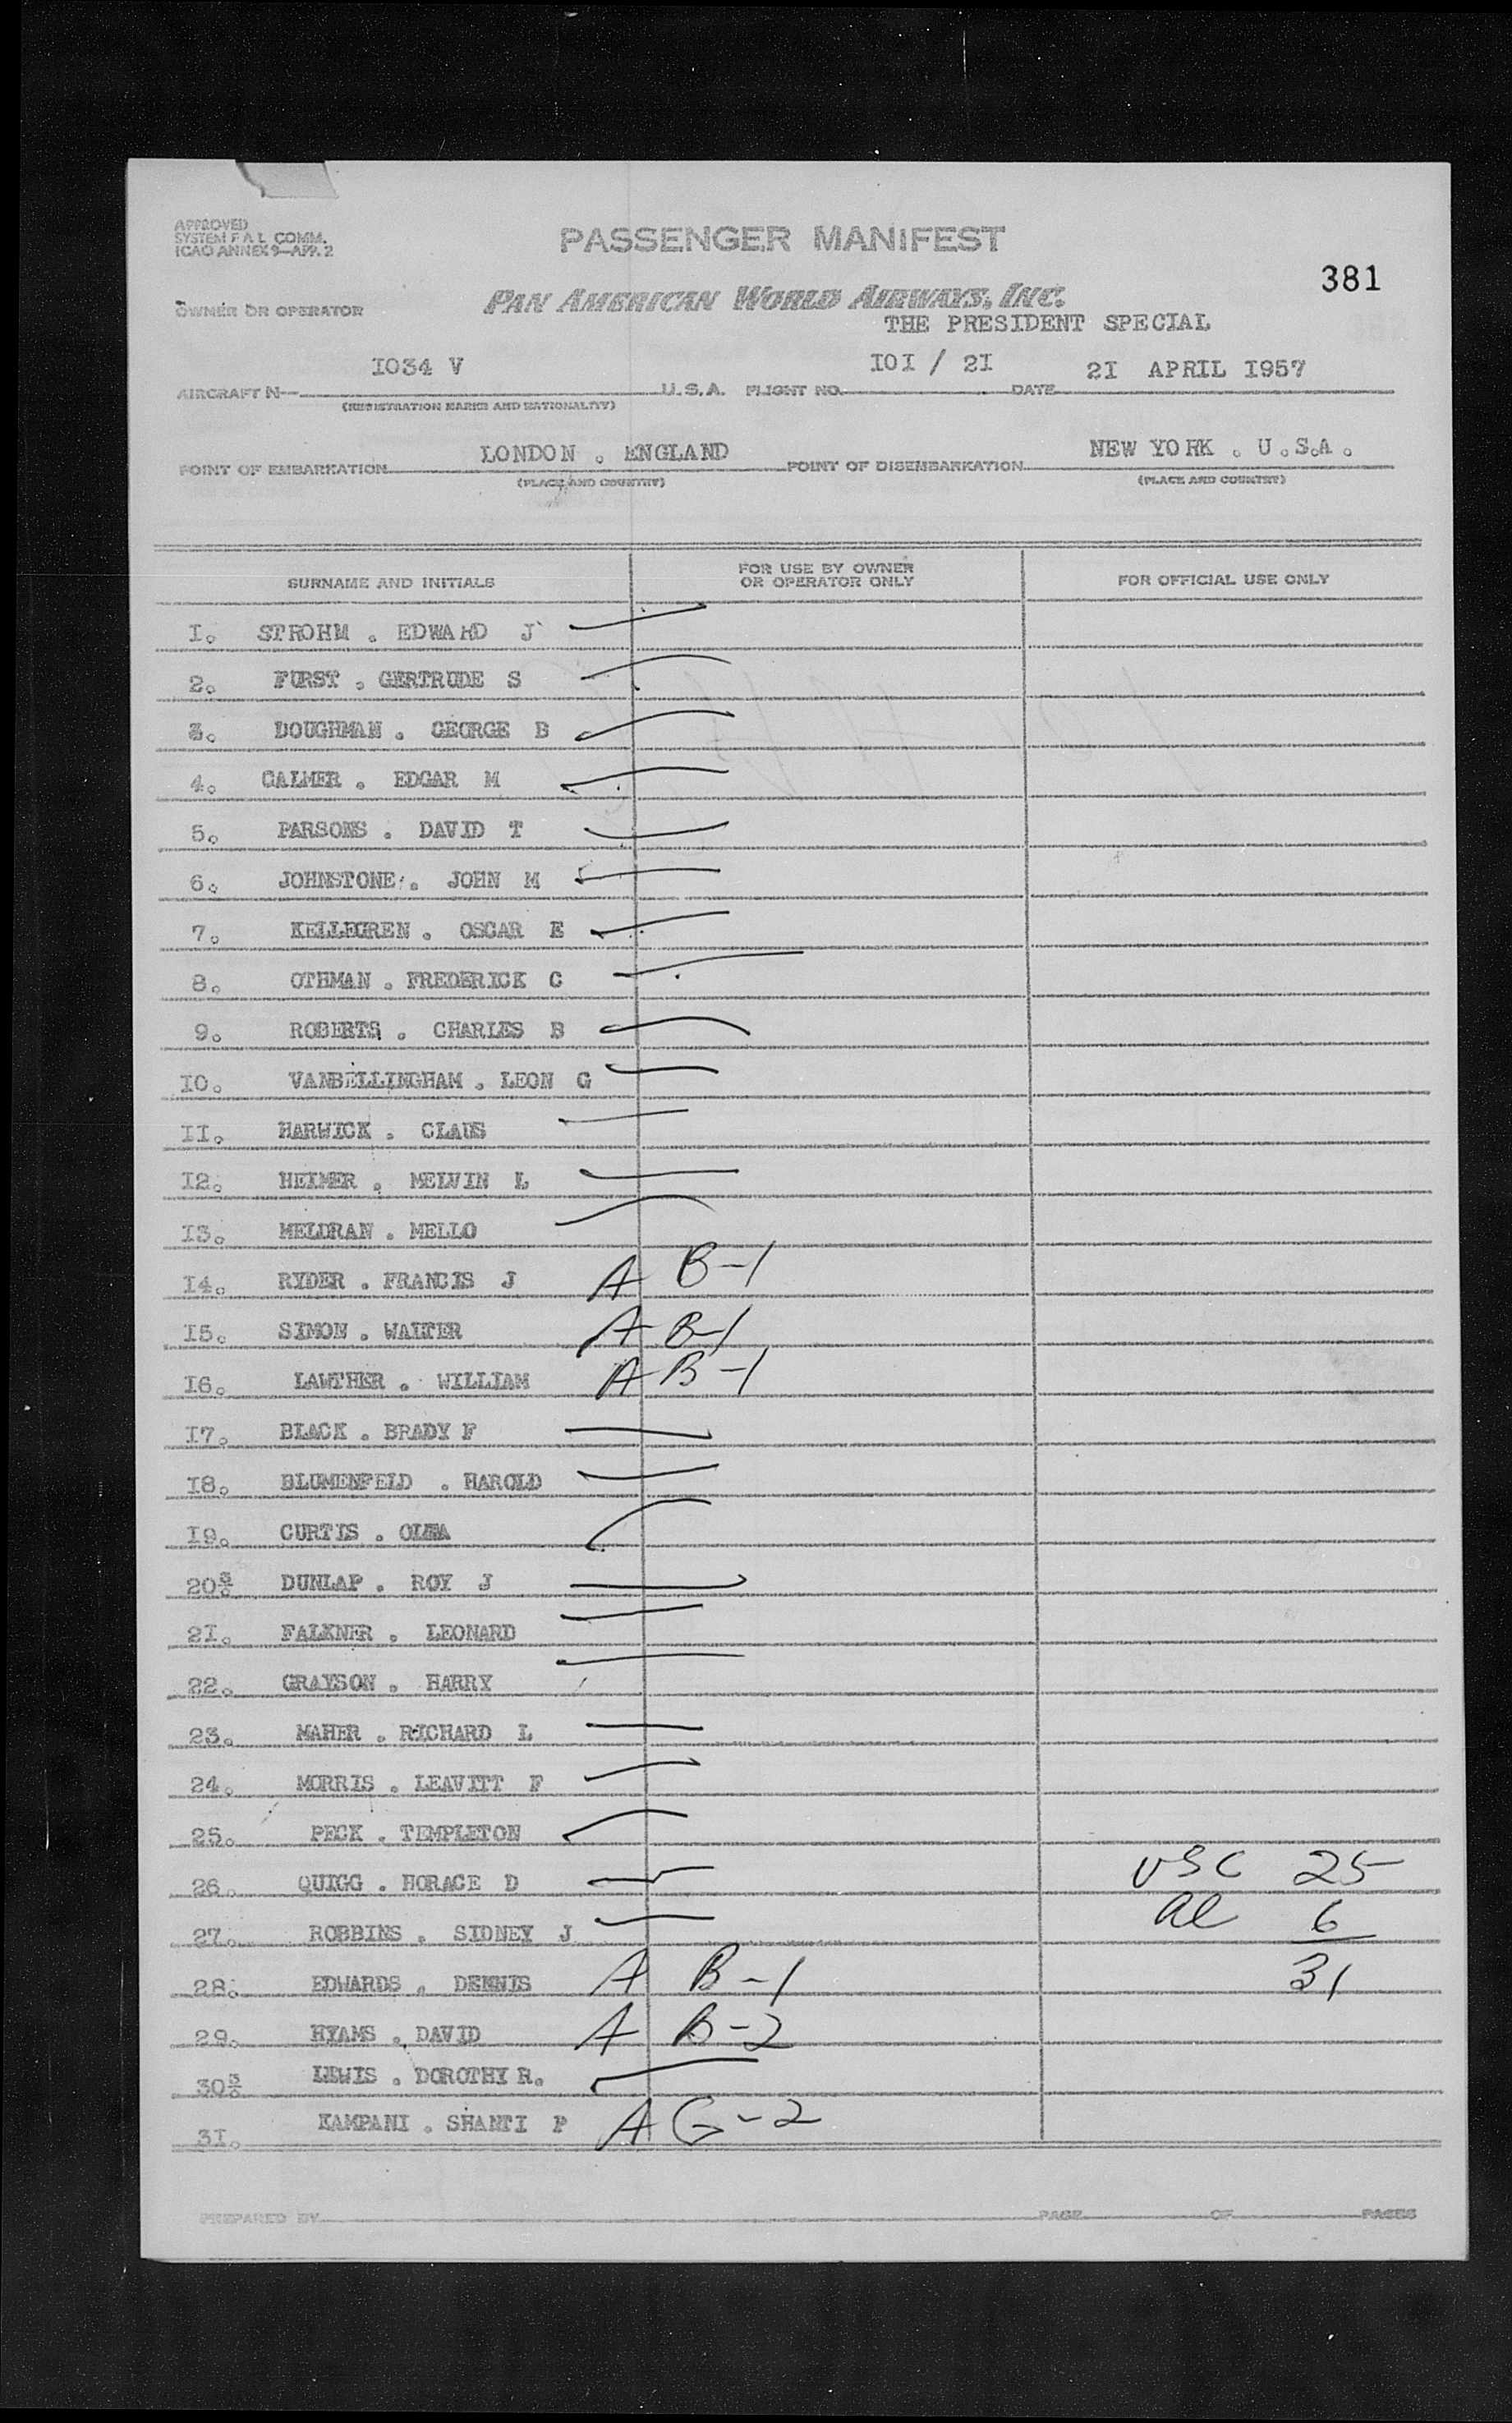 APPROVED
SYSTEM F A L COMM.
ICAO ANNEX 9—APP. 2
PASSENGER MANIFEST
381
OWNER OR OPERATOR
PAN AMERICAN WORLD AIRWAYS, INC.
THE PRESIDENT SPECIAL
AIRCRAFT N— I034 V U.S.A. FLIGHT NO. I0I / 2I DATE 2I APRIL I957
(REGISTRATION MARKS AND NATIONALITY)
POINT OF EMBARKATION LONDON . ENGLAND POINT OF DISEMBARKATION NEW YORK . U.S.A.
(PLACE AND COUNTRY) (PLACE AND COUNTRY)
SURNAME AND INITIALS FOR USE BY OWNER OR OPERATOR ONLY FOR OFFICIAL USE ONLY
I. STROHM . EDWARD J
2. FURST . GERTRUDE S
3. DOUGHMAN . GEORGE B
4. CALMER . EDGAR M
5. PARSONS . DAVID T
6. JOHNSTONE . JOHN M
7. KELLEGREN . OSCAR E
8. OTHMAN . FREDERICK C
9. ROBERTS . CHARLES B
I0. VANBELLINGHAM . LEON G
II. HARWICK . CLAUS
I2. HEIMER . MELVIN L
I3. MELDRAN . MELLO
I4. RYDER . FRANCIS J A B-1
I5. SIMON . WALTER A B-1
I6. LAWTHER . WILLIAM A B-1
I7. BLACK . BRADY F
I8. BLUMENFELD . HAROLD
I9. CURTIS . OLGA
20. DUNLAP . ROY J
2I. FALKNER . LEONARD
22. GRAYSON . HARRY
23. MAHER . RICHARD L
24. MORRIS . LEAVITT F
25. PECK . TEMPLETON
26. QUIGG . HORACE D USC 25
27. ROBBINS . SIDNEY J al 6
28. EDWARDS . DENNIS A B-1 31
29. HYAMS . DAVID A B-2
30. LEWIS . DOROTHY R.
3I. KAMPANI . SHANTI P A G-2
PREPARED BY PAGE OF PAGES